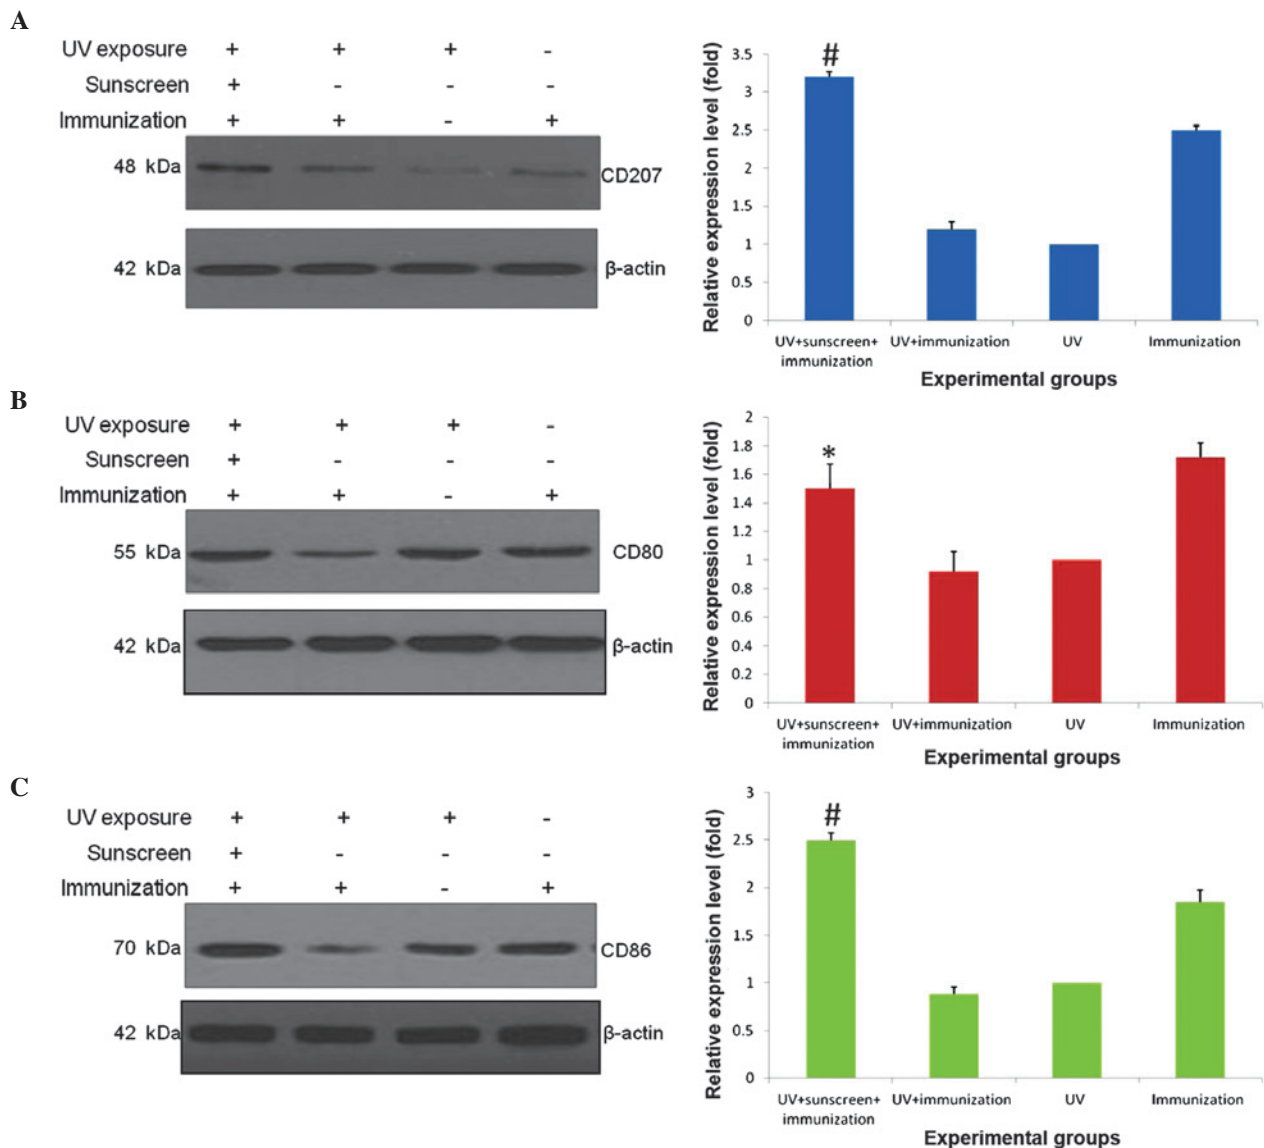 A
UV exposure + + + -
Sunscreen + - - -
Immunization + + - +
48 kDa
CD207
42 kDa
β-actin
Relative expression level (fold)
3.5
3
2.5
2
1.5
1
0.5
0
#
UV+sunscreen+
immunization
UV+immunization
UV
Immunization
Experimental groups
B
UV exposure + + + -
Sunscreen + - - -
Immunization + + - +
55 kDa
CD80
42 kDa
β-actin
Relative expression level (fold)
2
1.8
1.6
1.4
1.2
1
0.8
0.6
0.4
0.2
0
*
UV+sunscreen+
immunization
UV+immunization
UV
Immunization
Experimental groups
C
UV exposure + + + -
Sunscreen + - - -
Immunization + + - +
70 kDa
CD86
42 kDa
β-actin
Relative expression level (fold)
3
2.5
2
1.5
1
0.5
0
#
UV+sunscreen+
immunization
UV+immunization
UV
Immunization
Experimental groups